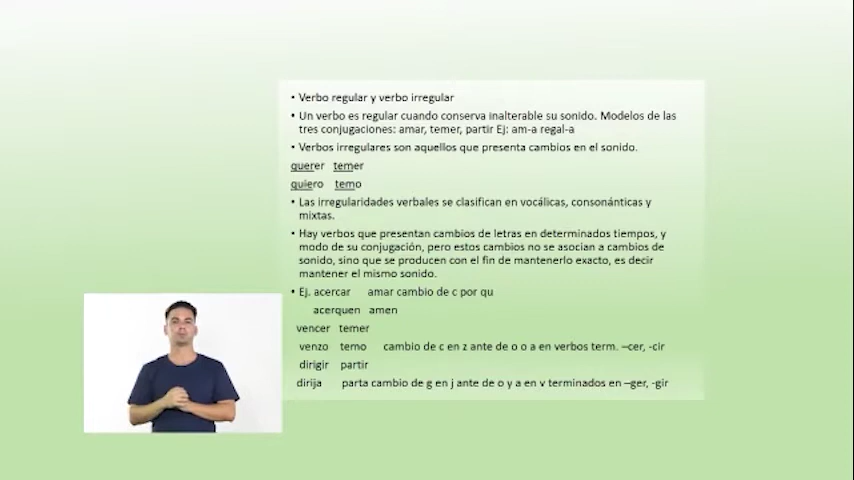 • Verbo regular y verbo irregular
• Un verbo es regular cuando conserva inalterable su sonido. Modelos de las
tres conjugaciones: amar, temer, partir Ej: am-a regal-a
• Verbos irregulares son aquellos que presenta cambios en el sonido.
querer temer
quiero temo
• Las irregularidades verbales se clasifican en vocálicas, consonánticas y
mixtas.
• Hay verbos que presentan cambios de letras en determinados tiempos, y
modo de su conjugación, pero estos cambios no se asocian a cambios de
sonido, sino que se producen con el fin de mantenerlo exacto, es decir
mantener el mismo sonido.
• Ej. acercar amar cambio de c por qu
acerquen amen
vencer temer
venzo temo cambio de c en z ante de o o a en verbos term. –cer, -cir
dirigir partir
dirija parta cambio de g en j ante de o y a en v terminados en –ger, -gir